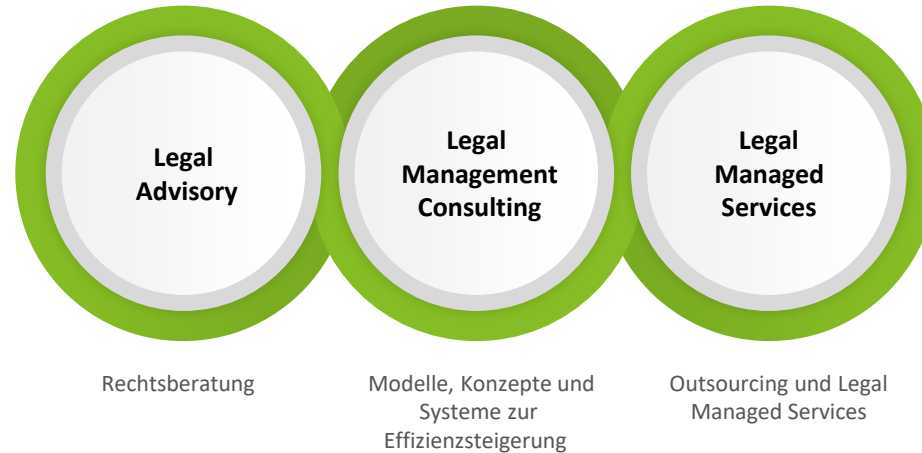 Legal
Advisory
Legal
Management
Consulting
Legal
Managed
Services
Rechtsberatung
Modelle, Konzepte und
Systeme zur
Effizienzsteigerung
Outsourcing und Legal
Managed Services